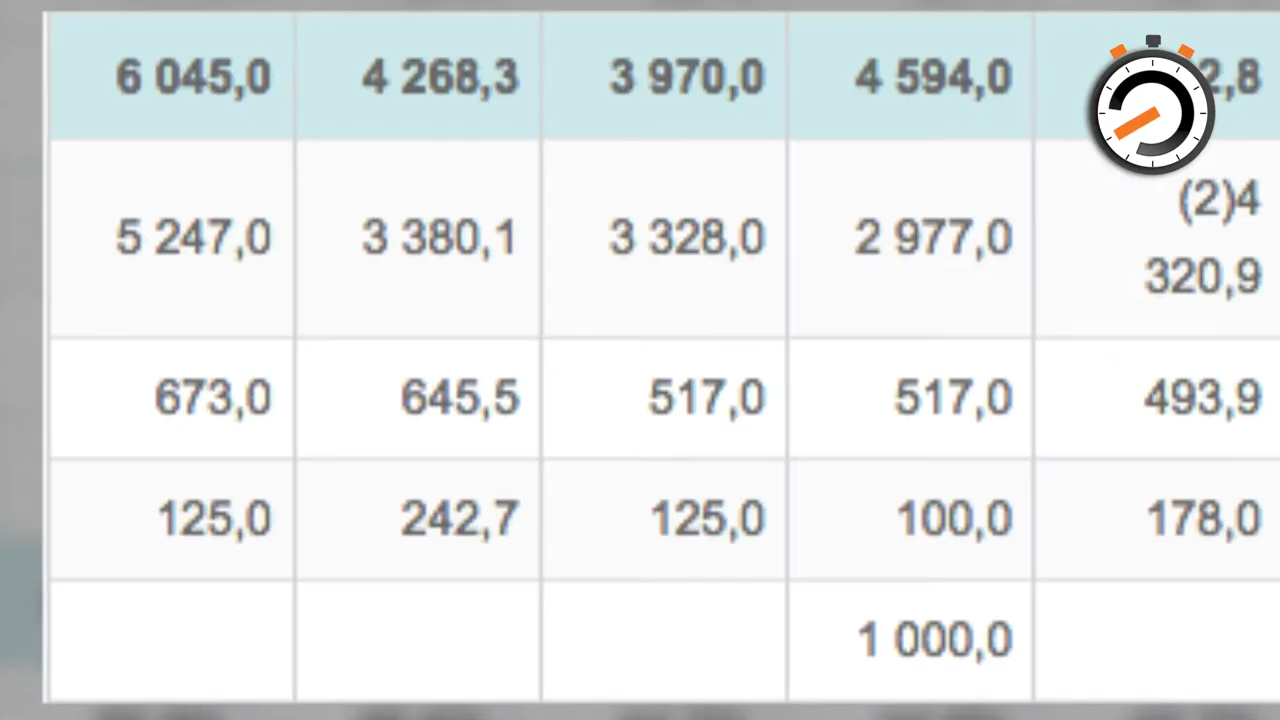 6 045,0 4 268,3 3 970,0 4 594,0 2,8
5 247,0 3 380,1 3 328,0 2 977,0 (2)4
320,9
673,0 645,5 517,0 517,0 493,9
125,0 242,7 125,0 100,0 178,0
1 000,0